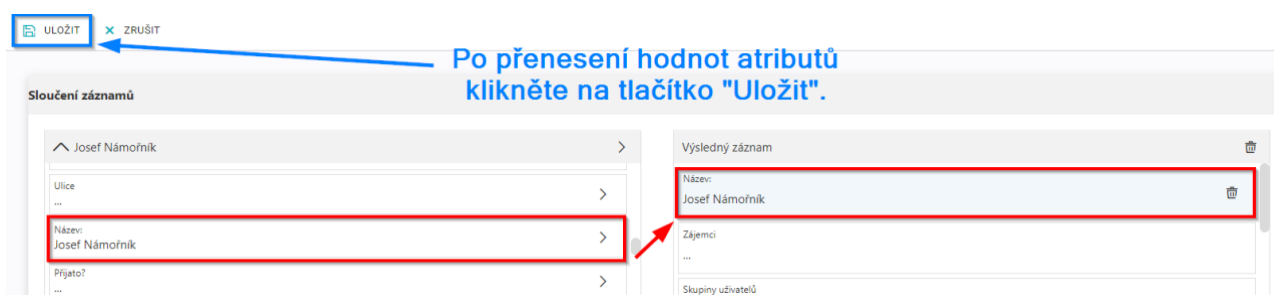 ULOŽIT ZRUŠIT
Po přenesení hodnot atributů
klikněte na tlačítko "Uložit".
Sloučení záznamů
Josef Námořník
Ulice
...
Název:
Josef Námořník
Přijato?
...
Výsledný záznam
Název:
Josef Námořník
Zájemci
...
Skupiny uživatelů